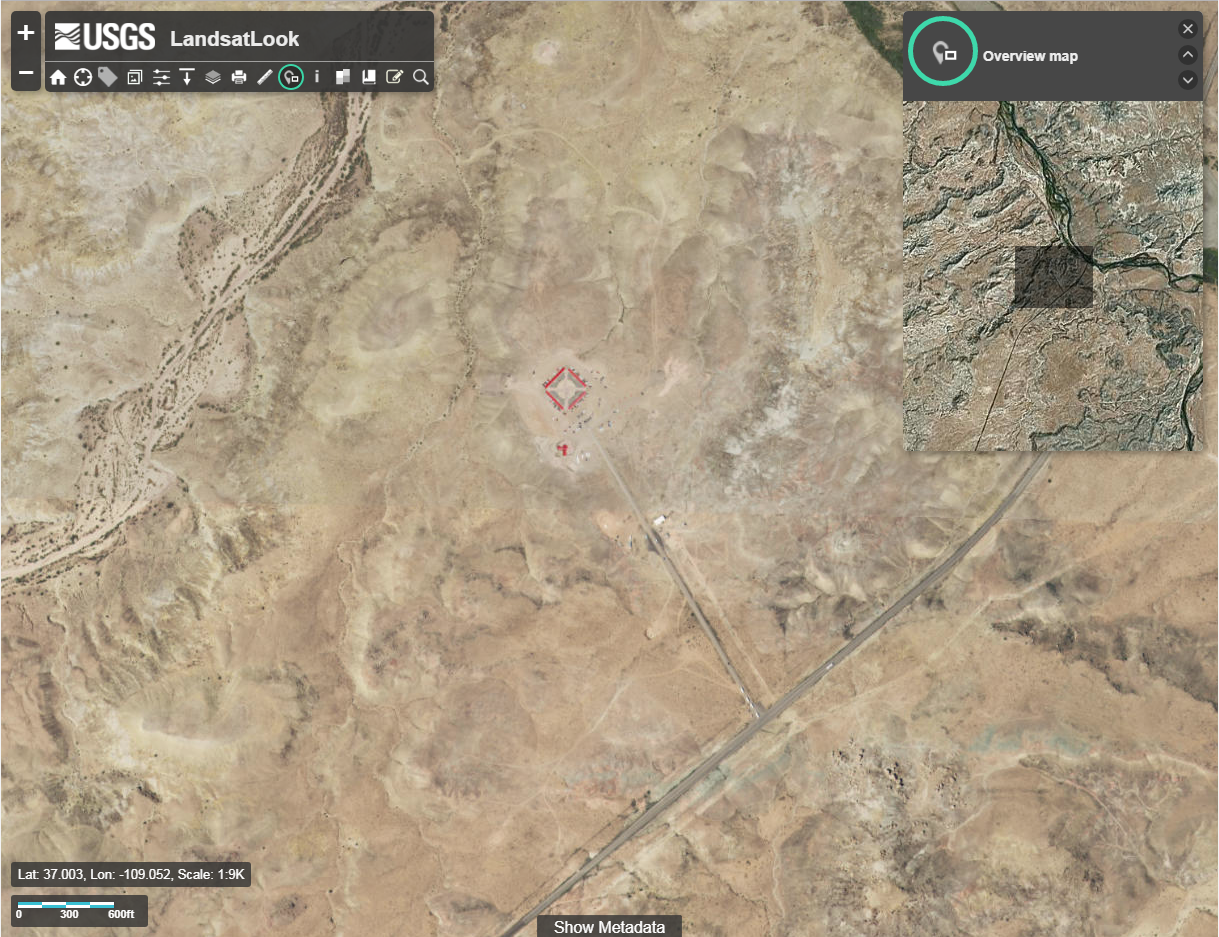 +
USGS LandsatLook
−
Overview map
Lat: 37.003, Lon: -109.052, Scale: 1:9K
0 300 600ft
Show Metadata